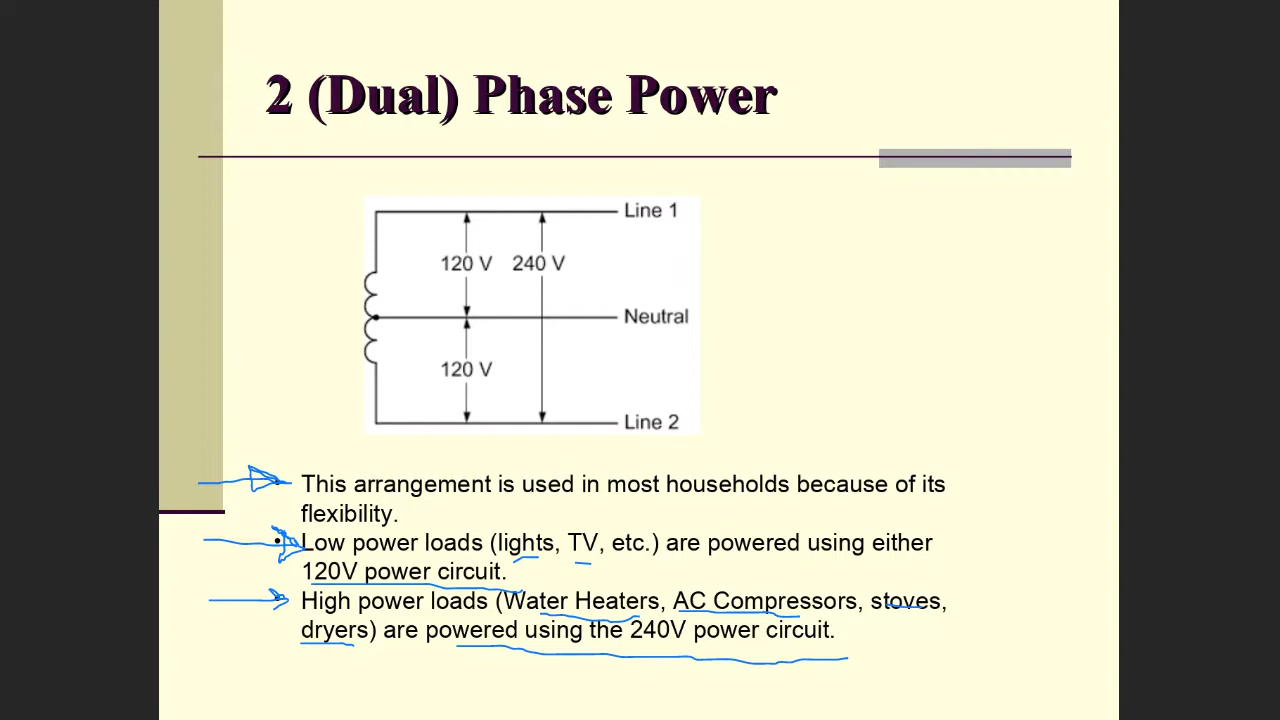 2 (Dual) Phase Power
Line 1
120 V 240 V
Neutral
120 V
Line 2
• This arrangement is used in most households because of its
flexibility.
• Low power loads (lights, TV, etc.) are powered using either
120V power circuit.
• High power loads (Water Heaters, AC Compressors, stoves,
dryers) are powered using the 240V power circuit.